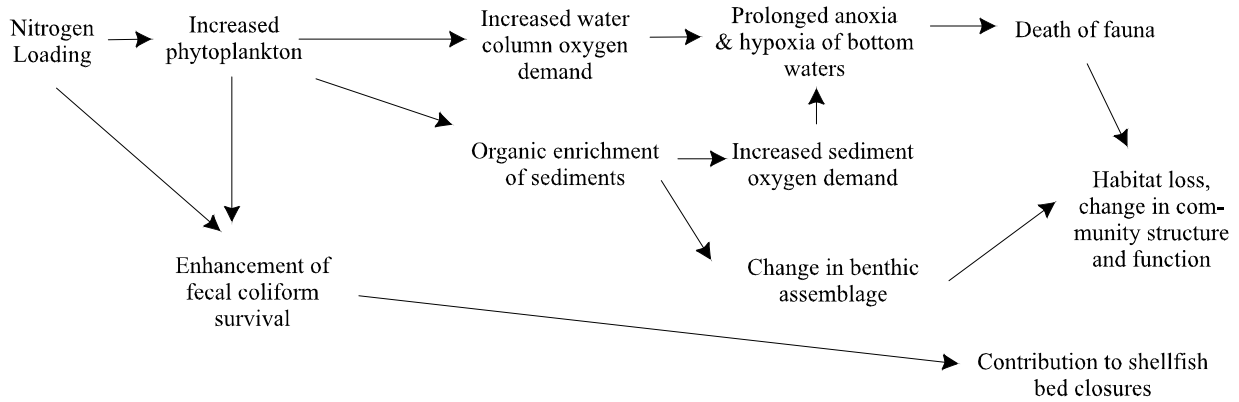 Nitrogen
Loading
Increased
phytoplankton
Increased water
column oxygen
demand
Prolonged anoxia
& hypoxia of bottom
waters
Death of fauna
Organic enrichment
of sediments
Increased sediment
oxygen demand
Habitat loss,
change in com-
munity structure
and function
Enhancement of
fecal coliform
survival
Change in benthic
assemblage
Contribution to shellfish
bed closures